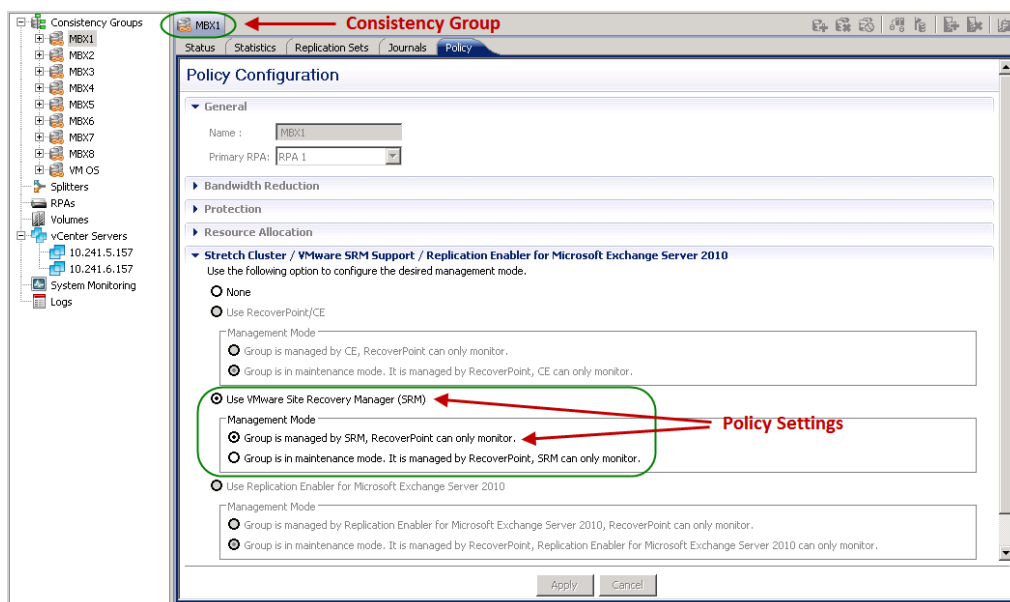 Consistency Groups
MBX1
MBX2
MBX3
MBX4
MBX5
MBX6
MBX7
MBX8
VM OS
Splitters
RPAs
Volumes
vCenter Servers
10.241.5.157
10.241.6.157
System Monitoring
Logs
MBX1
Consistency Group
Status Statistics Replication Sets Journals Policy
Policy Configuration
General
Name : MBX1
Primary RPA: RPA 1
Bandwidth Reduction
Protection
Resource Allocation
Stretch Cluster / VMware SRM Support / Replication Enabler for Microsoft Exchange Server 2010
Use the following option to configure the desired management mode.
None
Use RecoverPoint/CE
Management Mode
Group is managed by CE, RecoverPoint can only monitor.
Group is in maintenance mode. It is managed by RecoverPoint, CE can only monitor.
Use VMware Site Recovery Manager (SRM)
Management Mode
Group is managed by SRM, RecoverPoint can only monitor.
Group is in maintenance mode. It is managed by RecoverPoint, SRM can only monitor.
Policy Settings
Use Replication Enabler for Microsoft Exchange Server 2010
Management Mode
Group is managed by Replication Enabler for Microsoft Exchange Server 2010, RecoverPoint can only monitor.
Group is in maintenance mode. It is managed by RecoverPoint, Replication Enabler for Microsoft Exchange Server 2010 can only monitor.
Apply Cancel